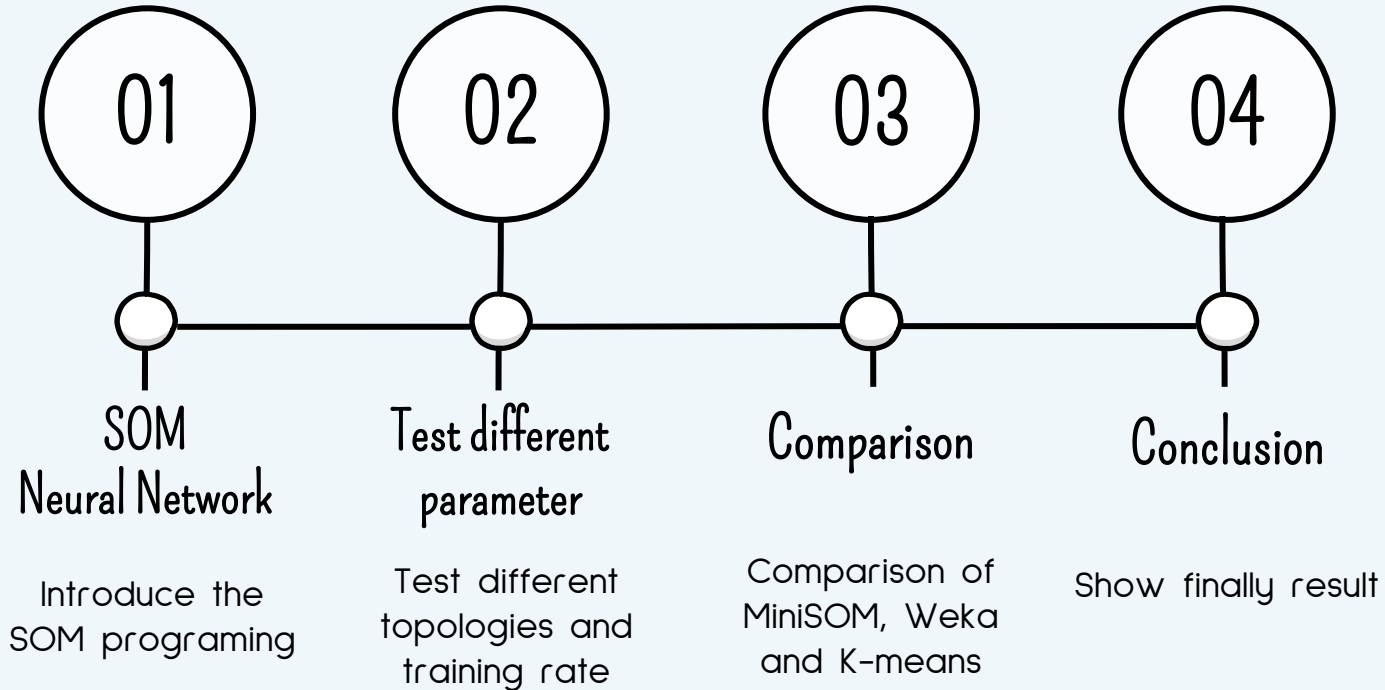 01
SOM
Neural Network
Introduce the
SOM programing
02
Test different
parameter
Test different
topologies and
training rate
03
Comparison
Comparison of
MiniSOM, Weka
and K-means
04
Conclusion
Show finally result